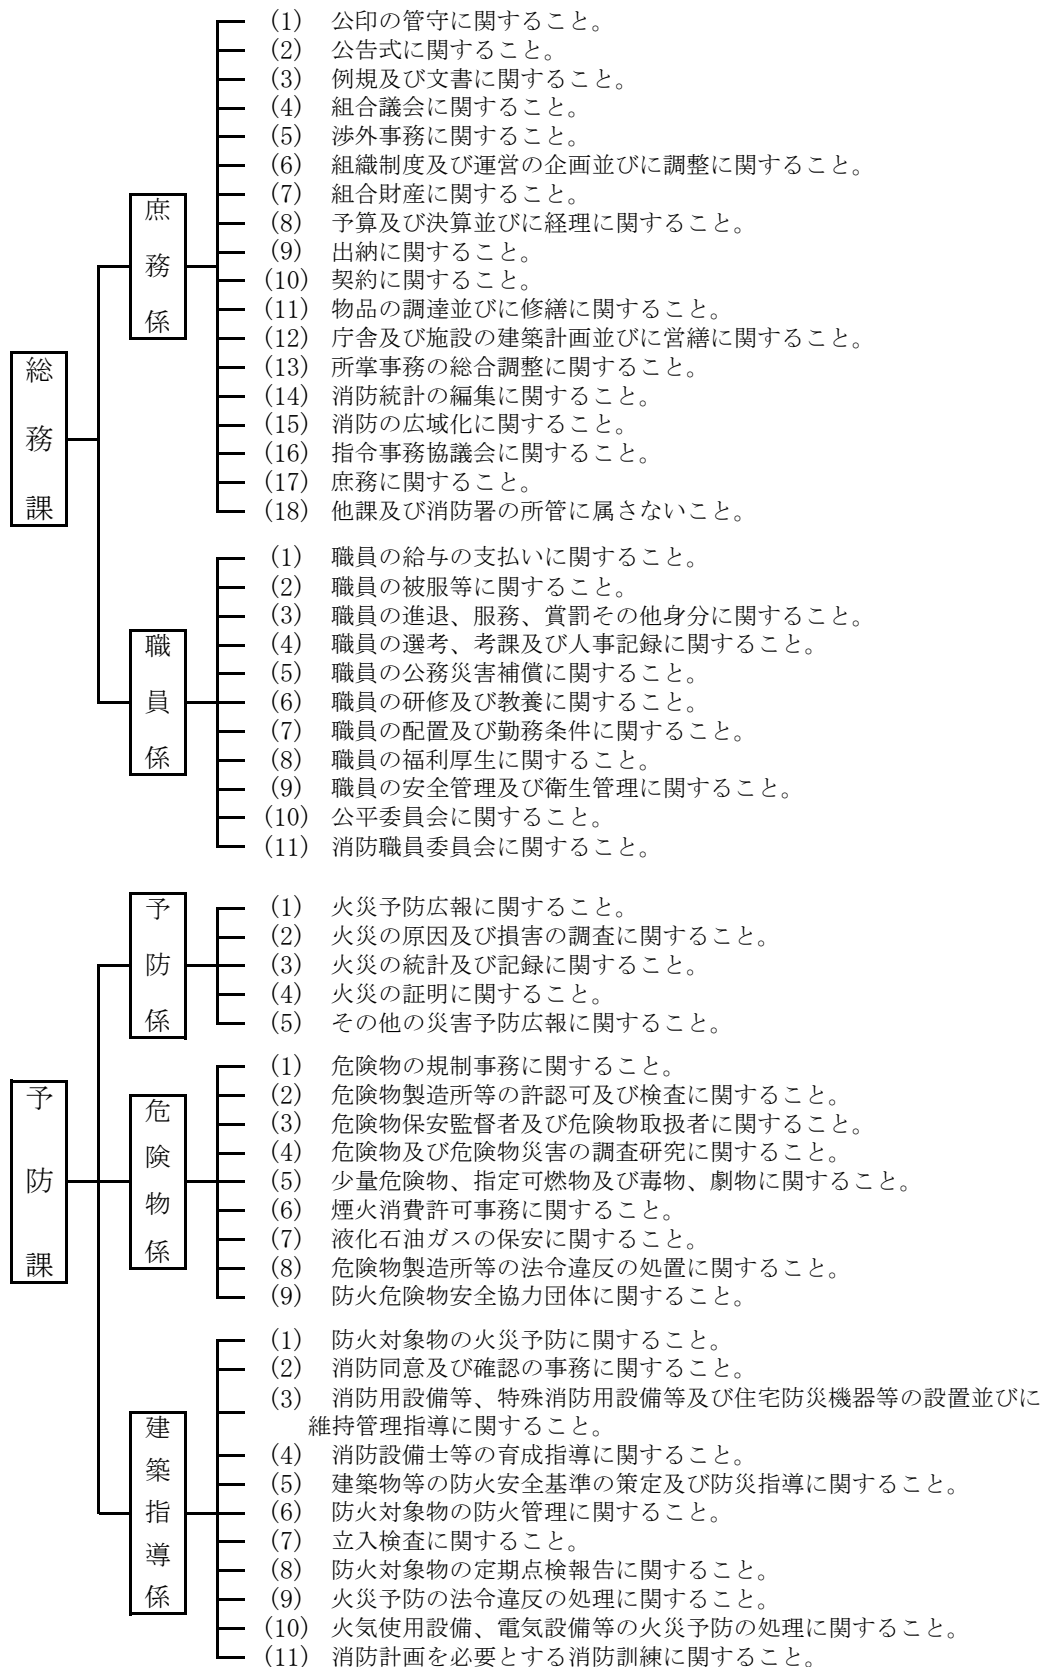 総務課
庶務係
(1) 公印の管守に関すること。
(2) 公告式に関すること。
(3) 例規及び文書に関すること。
(4) 組合議会に関すること。
(5) 渉外事務に関すること。
(6) 組織制度及び運営の企画並びに調整に関すること。
(7) 組合財産に関すること。
(8) 予算及び決算並びに経理に関すること。
(9) 出納に関すること。
(10) 契約に関すること。
(11) 物品の調達並びに修繕に関すること。
(12) 庁舎及び施設の建築計画並びに営繕に関すること。
(13) 所掌事務の総合調整に関すること。
(14) 消防統計の編集に関すること。
(15) 消防の広域化に関すること。
(16) 指令事務協議会に関すること。
(17) 庶務に関すること。
(18) 他課及び消防署の所管に属さないこと。
職員係
(1) 職員の給与の支払いに関すること。
(2) 職員の被服等に関すること。
(3) 職員の進退、服務、賞罰その他身分に関すること。
(4) 職員の選考、考課及び人事記録に関すること。
(5) 職員の公務災害補償に関すること。
(6) 職員の研修及び教養に関すること。
(7) 職員の配置及び勤務条件に関すること。
(8) 職員の福利厚生に関すること。
(9) 職員の安全管理及び衛生管理に関すること。
(10) 公平委員会に関すること。
(11) 消防職員委員会に関すること。
予防課
予防係
(1) 火災予防広報に関すること。
(2) 火災の原因及び損害の調査に関すること。
(3) 火災の統計及び記録に関すること。
(4) 火災の証明に関すること。
(5) その他の災害予防広報に関すること。
危険物係
(1) 危険物の規制事務に関すること。
(2) 危険物製造所等の許認可及び検査に関すること。
(3) 危険物保安監督者及び危険物取扱者に関すること。
(4) 危険物及び危険物災害の調査研究に関すること。
(5) 少量危険物、指定可燃物及び毒物、劇物に関すること。
(6) 煙火消費許可事務に関すること。
(7) 液化石油ガスの保安に関すること。
(8) 危険物製造所等の法令違反の処置に関すること。
(9) 防火危険物安全協力団体に関すること。
建築指導係
(1) 防火対象物の火災予防に関すること。
(2) 消防同意及び確認の事務に関すること。
(3) 消防用設備等、特殊消防用設備等及び住宅防災機器等の設置並びに
維持管理指導に関すること。
(4) 消防設備士等の育成指導に関すること。
(5) 建築物等の防火安全基準の策定及び防災指導に関すること。
(6) 防火対象物の防火管理に関すること。
(7) 立入検査に関すること。
(8) 防火対象物の定期点検報告に関すること。
(9) 火災予防の法令違反の処理に関すること。
(10) 火気使用設備、電気設備等の火災予防の処理に関すること。
(11) 消防計画を必要とする消防訓練に関すること。